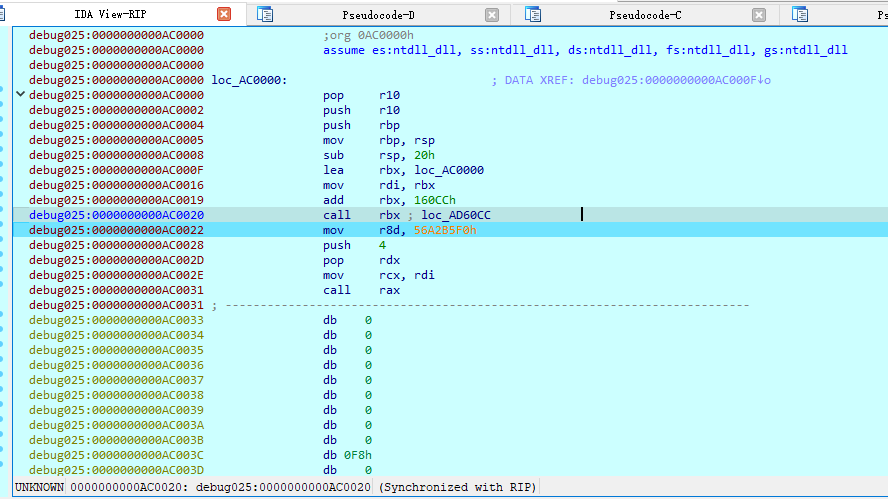 IDA View-RIP Pseudocode-D Pseudocode-C Ps
debug025:0000000000AC0000 ;org 0AC0000h
debug025:0000000000AC0000 assume es:ntdll_dll, ss:ntdll_dll, ds:ntdll_dll, fs:ntdll_dll, gs:ntdll_dll
debug025:0000000000AC0000
debug025:0000000000AC0000 loc_AC0000: ; DATA XREF: debug025:0000000000AC000F↓o
debug025:0000000000AC0000 pop r10
debug025:0000000000AC0002 push r10
debug025:0000000000AC0004 push rbp
debug025:0000000000AC0005 mov rbp, rsp
debug025:0000000000AC0008 sub rsp, 20h
debug025:0000000000AC000F lea rbx, loc_AC0000
debug025:0000000000AC0016 mov rdi, rbx
debug025:0000000000AC0019 add rbx, 160CCh
debug025:0000000000AC0020 call rbx ; loc_AD60CC
debug025:0000000000AC0022 mov r8d, 56A2B5F0h
debug025:0000000000AC0028 push 4
debug025:0000000000AC002D pop rdx
debug025:0000000000AC002E mov rcx, rdi
debug025:0000000000AC0031 call rax
debug025:0000000000AC0031 ; ---------------------------------------------------------------------------
debug025:0000000000AC0033 db 0
debug025:0000000000AC0034 db 0
debug025:0000000000AC0035 db 0
debug025:0000000000AC0036 db 0
debug025:0000000000AC0037 db 0
debug025:0000000000AC0038 db 0
debug025:0000000000AC0039 db 0
debug025:0000000000AC003A db 0
debug025:0000000000AC003B db 0
debug025:0000000000AC003C db 0F8h
debug025:0000000000AC003D db 0
UNKNOWN 0000000000AC0020: debug025:0000000000AC0020 (Synchronized with RIP)